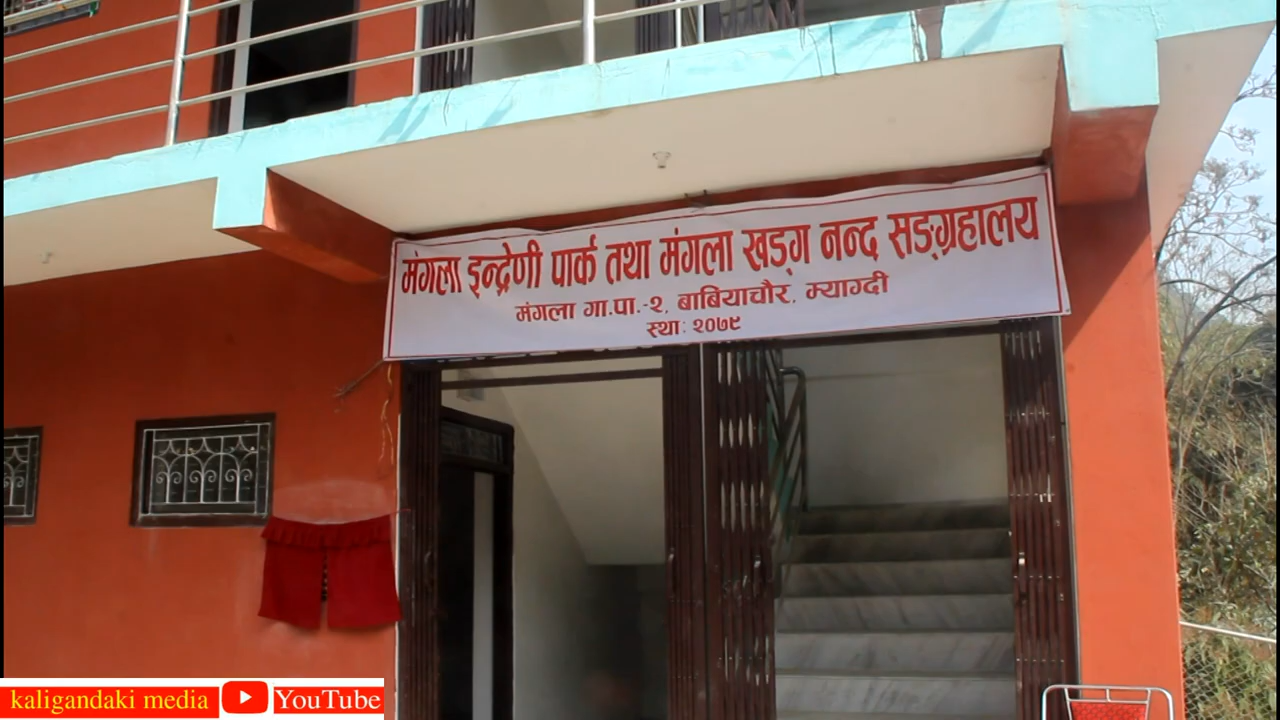 मंगला इन्द्रेणी पार्क तथा मंगला खड्ग नन्द सङ्ग्रहालय
मंगला गा.पा.-२, बाबियाचौर, म्याग्दी
स्था: २०७९
kaligandaki media YouTube